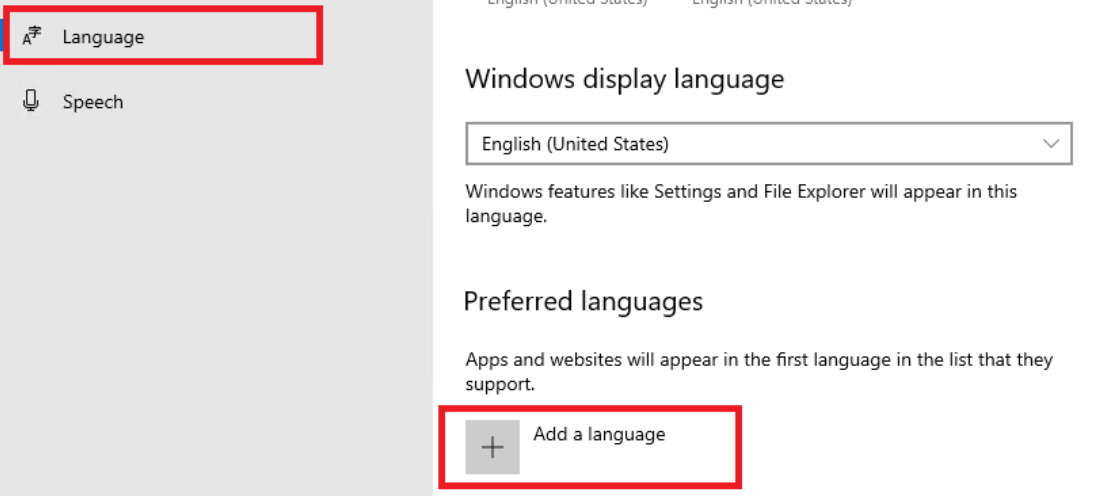 English (United States) English (United States)
Language
Speech
Windows display language
English (United States)
Windows features like Settings and File Explorer will appear in this
language.
Preferred languages
Apps and websites will appear in the first language in the list that they
support.
Add a language